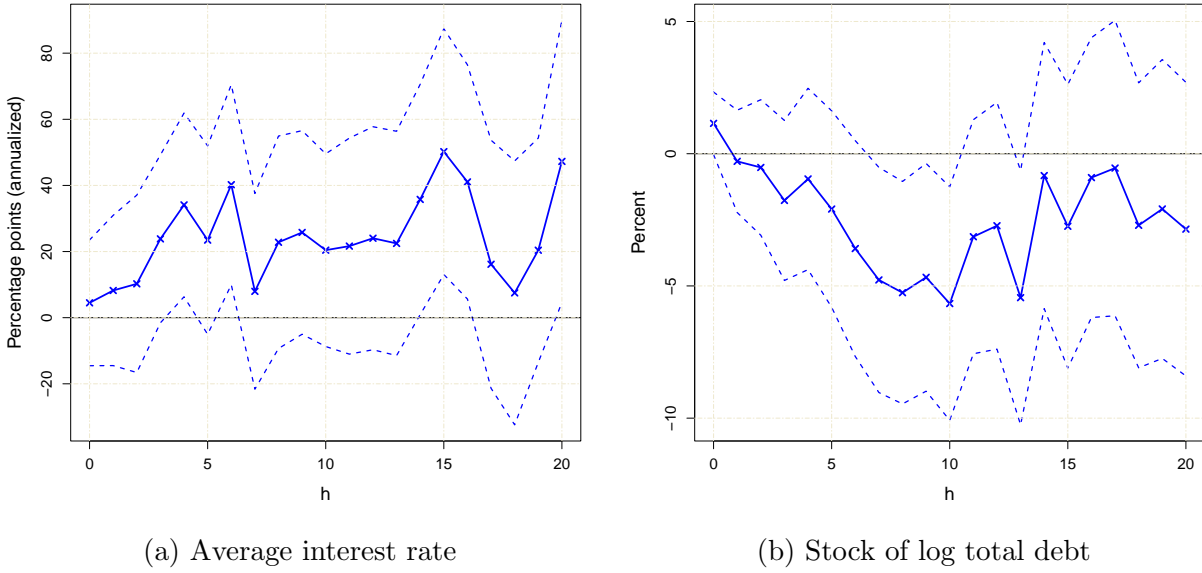 Percentage points (annualized)
80
60
40
20
0
−20
0 5 10 15 20
h
(a) Average interest rate
Percent
5
0
−5
−10
0 5 10 15 20
h
(b) Stock of log total debt